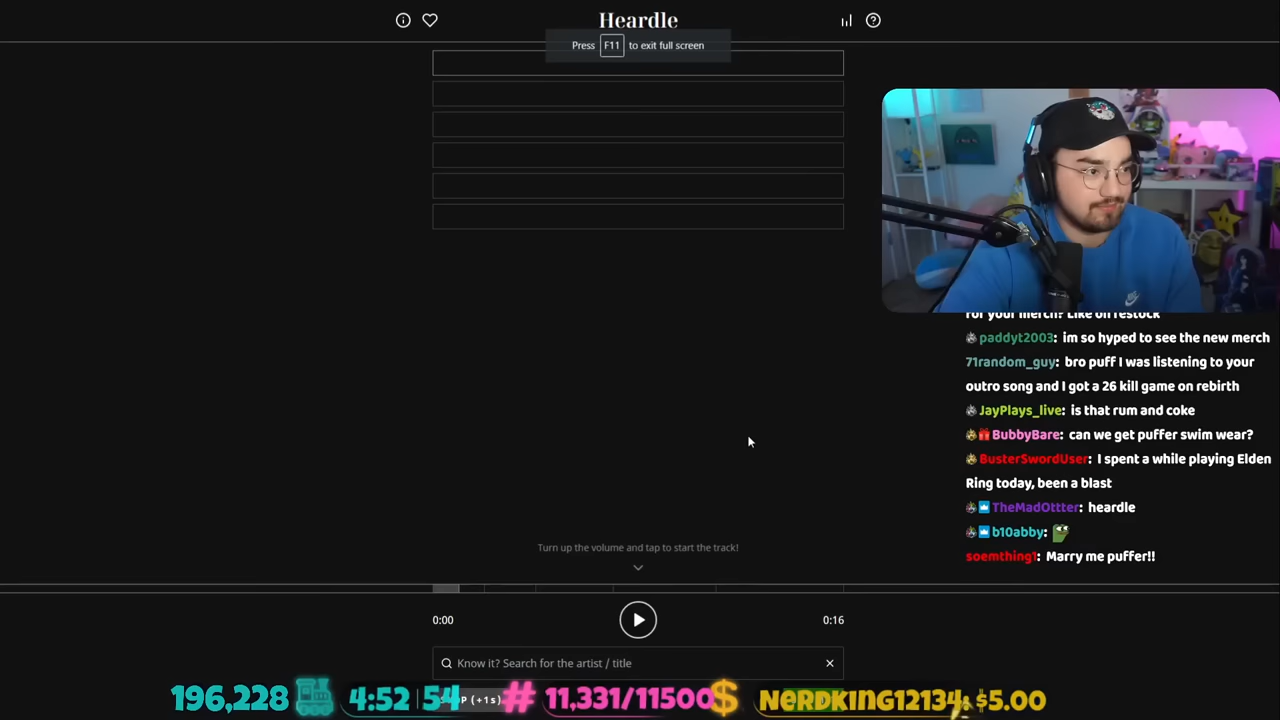 Heardle
Press F11 to exit full screen
for your merch? Like on restock
paddyt2003: im so hyped to see the new merch
71random_guy: bro puff I was listening to your
outro song and I got a 26 kill game on rebirth
JayPlays_live: is that rum and coke
BubbyBare: can we get puffer swim wear?
BusterSwordUser: I spent a while playing Elden
Ring today, been a blast
TheMadOttter: heardle
b10abby:
soemthing1: Marry me puffer!!
Turn up the volume and tap to start the track!
0:00
0:16
Know it? Search for the artist / title
(+1s)
196,228
4:52 | 54
# 11,331/11500
$ NerdKing12134: $5.00